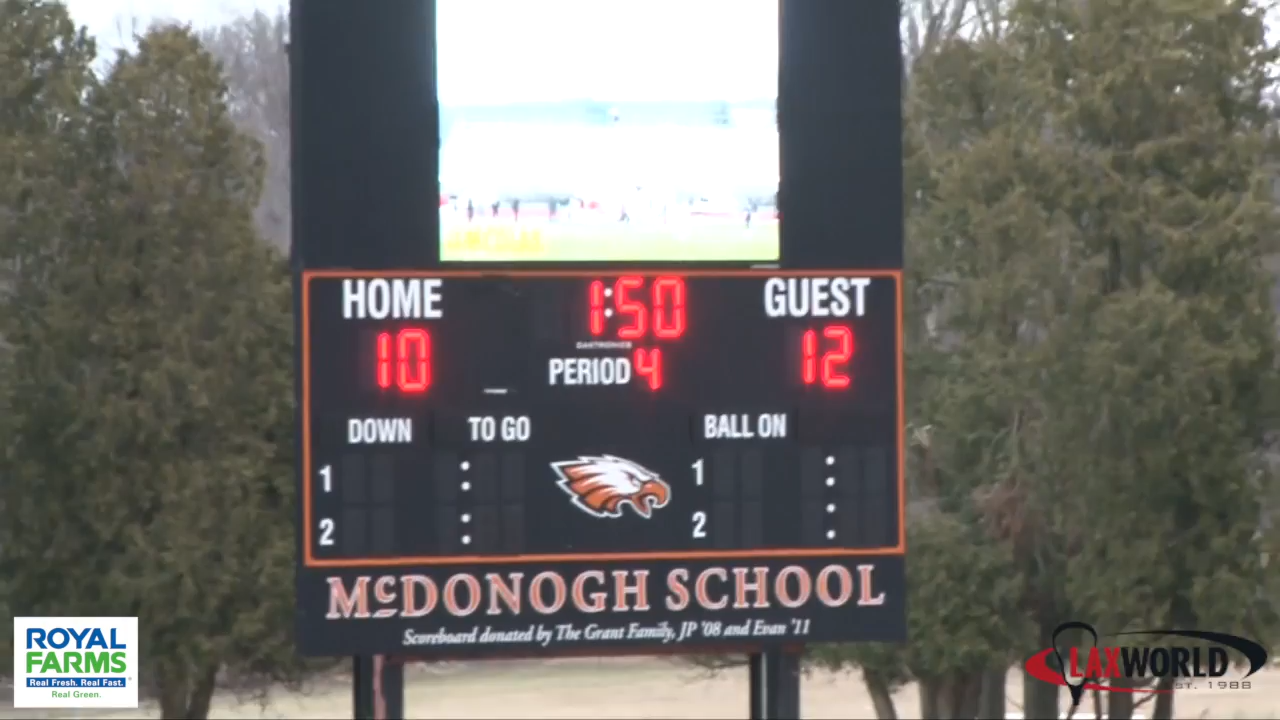 HOME 1:50 GUEST
10 PERIOD 4 12
DAKTRONICS
DOWN TO GO BALL ON
1 : 1 :
2 : 2 :
McDONOGH SCHOOL
Scoreboard donated by The Grant Family, JP '08 and Evan '11
ROYAL
FARMS
Real Fresh. Real Fast.
Real Green.
LAXWORLD
EST. 1988